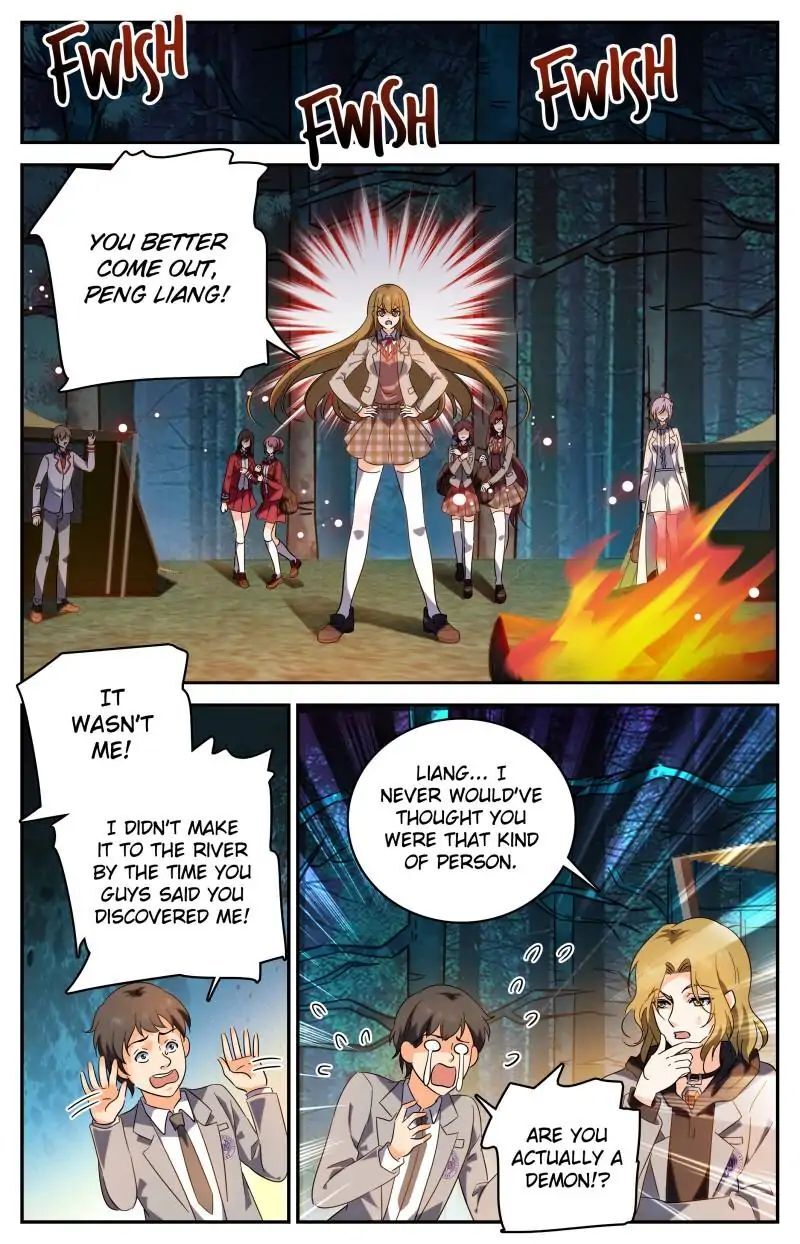 FWISH
FWISH
FWISH
YOU BETTER
COME OUT,
PENG LIANG!
IT
WASN'T
ME!
I DIDN'T MAKE
IT TO THE RIVER
BY THE TIME YOU
GUYS SAID YOU
DISCOVERED ME!
LIANG... I
NEVER WOULD'VE
THOUGHT YOU
WERE THAT KIND
OF PERSON.
ARE YOU
ACTUALLY A
DEMON!?